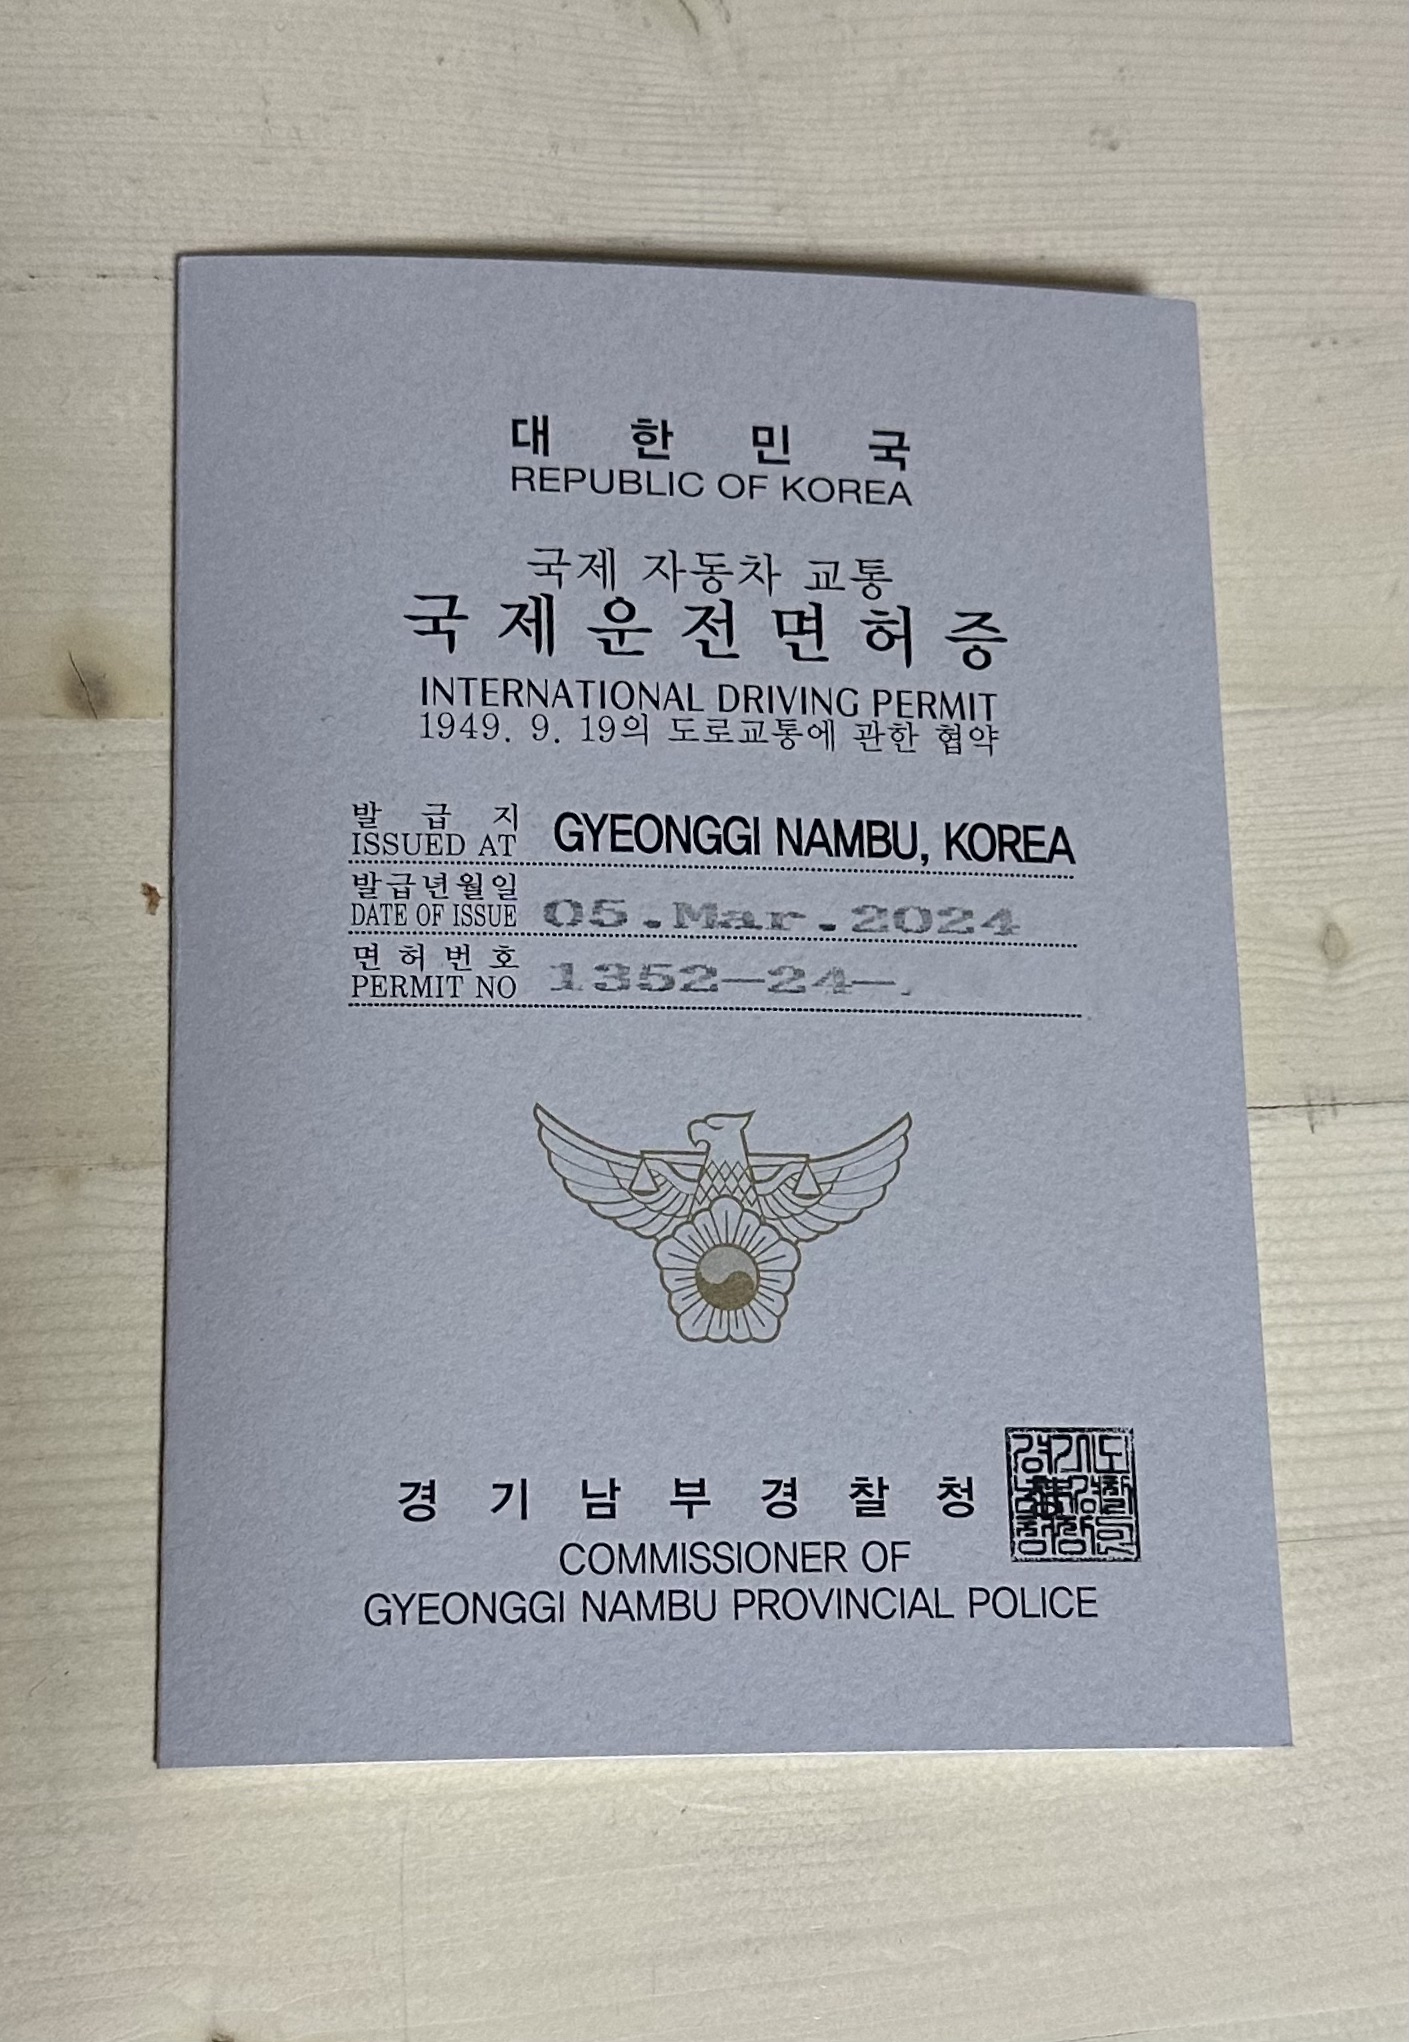 대 한 민 국
REPUBLIC OF KOREA
국제 자동차 교통
국제운전면허증
INTERNATIONAL DRIVING PERMIT
1949. 9. 19의 도로교통에 관한 협약
발 급 지
ISSUED AT GYEONGGI NAMBU, KOREA
발급년월일
DATE OF ISSUE 05.Mar.2024
면 허 번 호
PERMIT NO 1352-24-
경 기 남 부 경 찰 청
COMMISSIONER OF
GYEONGGI NAMBU PROVINCIAL POLICE
경기도